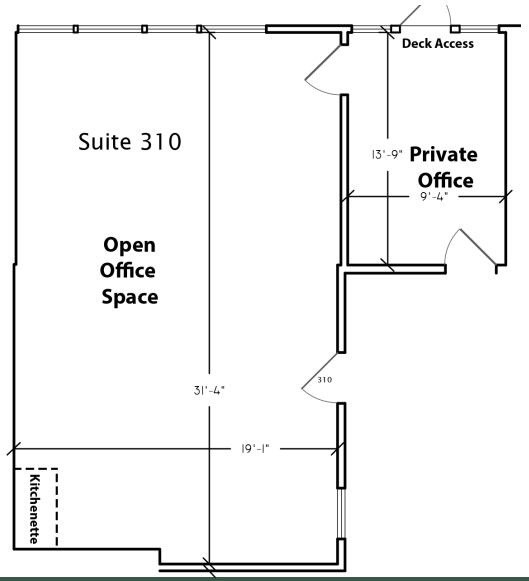 Deck Access
Suite 310
13'-9"
Private
Office
9'-4"
Open
Office
Space
310
31'-4"
19'-1"
Kitchenette